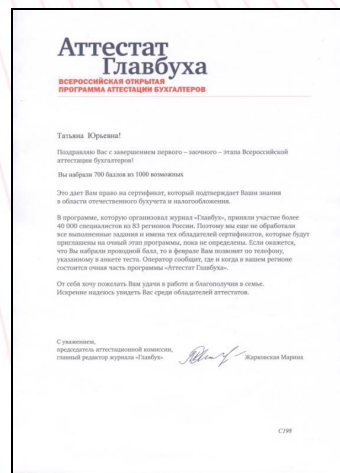 Аттестат
Главбуха
ВСЕРОССИЙСКАЯ ОТКРЫТАЯ
ПРОГРАММА АТТЕСТАЦИИ БУХГАЛТЕРОВ
Татьяна Юрьевна!
Поздравляю Вас с завершением первого – заочного – этапа Всероссийской
аттестации бухгалтеров!
Вы набрали 700 баллов из 1000 возможных
Это дает Вам право на сертификат, который подтверждает Ваши знания
в области отечественного бухучета и налогообложения.
В программе, которую организовал журнал «Главбух», приняли участие более
40 000 специалистов из 83 регионов России. Поэтому мы еще не обработали
все выполненные задания и имена тех обладателей сертификатов, которые будут
приглашены на очный этап программы, пока не определены. Если окажется,
что Вы набрали проходной балл, то в феврале Вам позвонят по телефону,
указанному в анкете теста. Оператор сообщит, где и когда в вашем регионе
состоится очная часть программы «Аттестат Главбуха».
От себя хочу пожелать Вам удачи в работе и благополучия в семье.
Искренне надеюсь увидеть Вас среди обладателей аттестатов.
С уважением,
председатель аттестационной комиссии,
главный редактор журнала «Главбух»
Жарковская Марина
С198